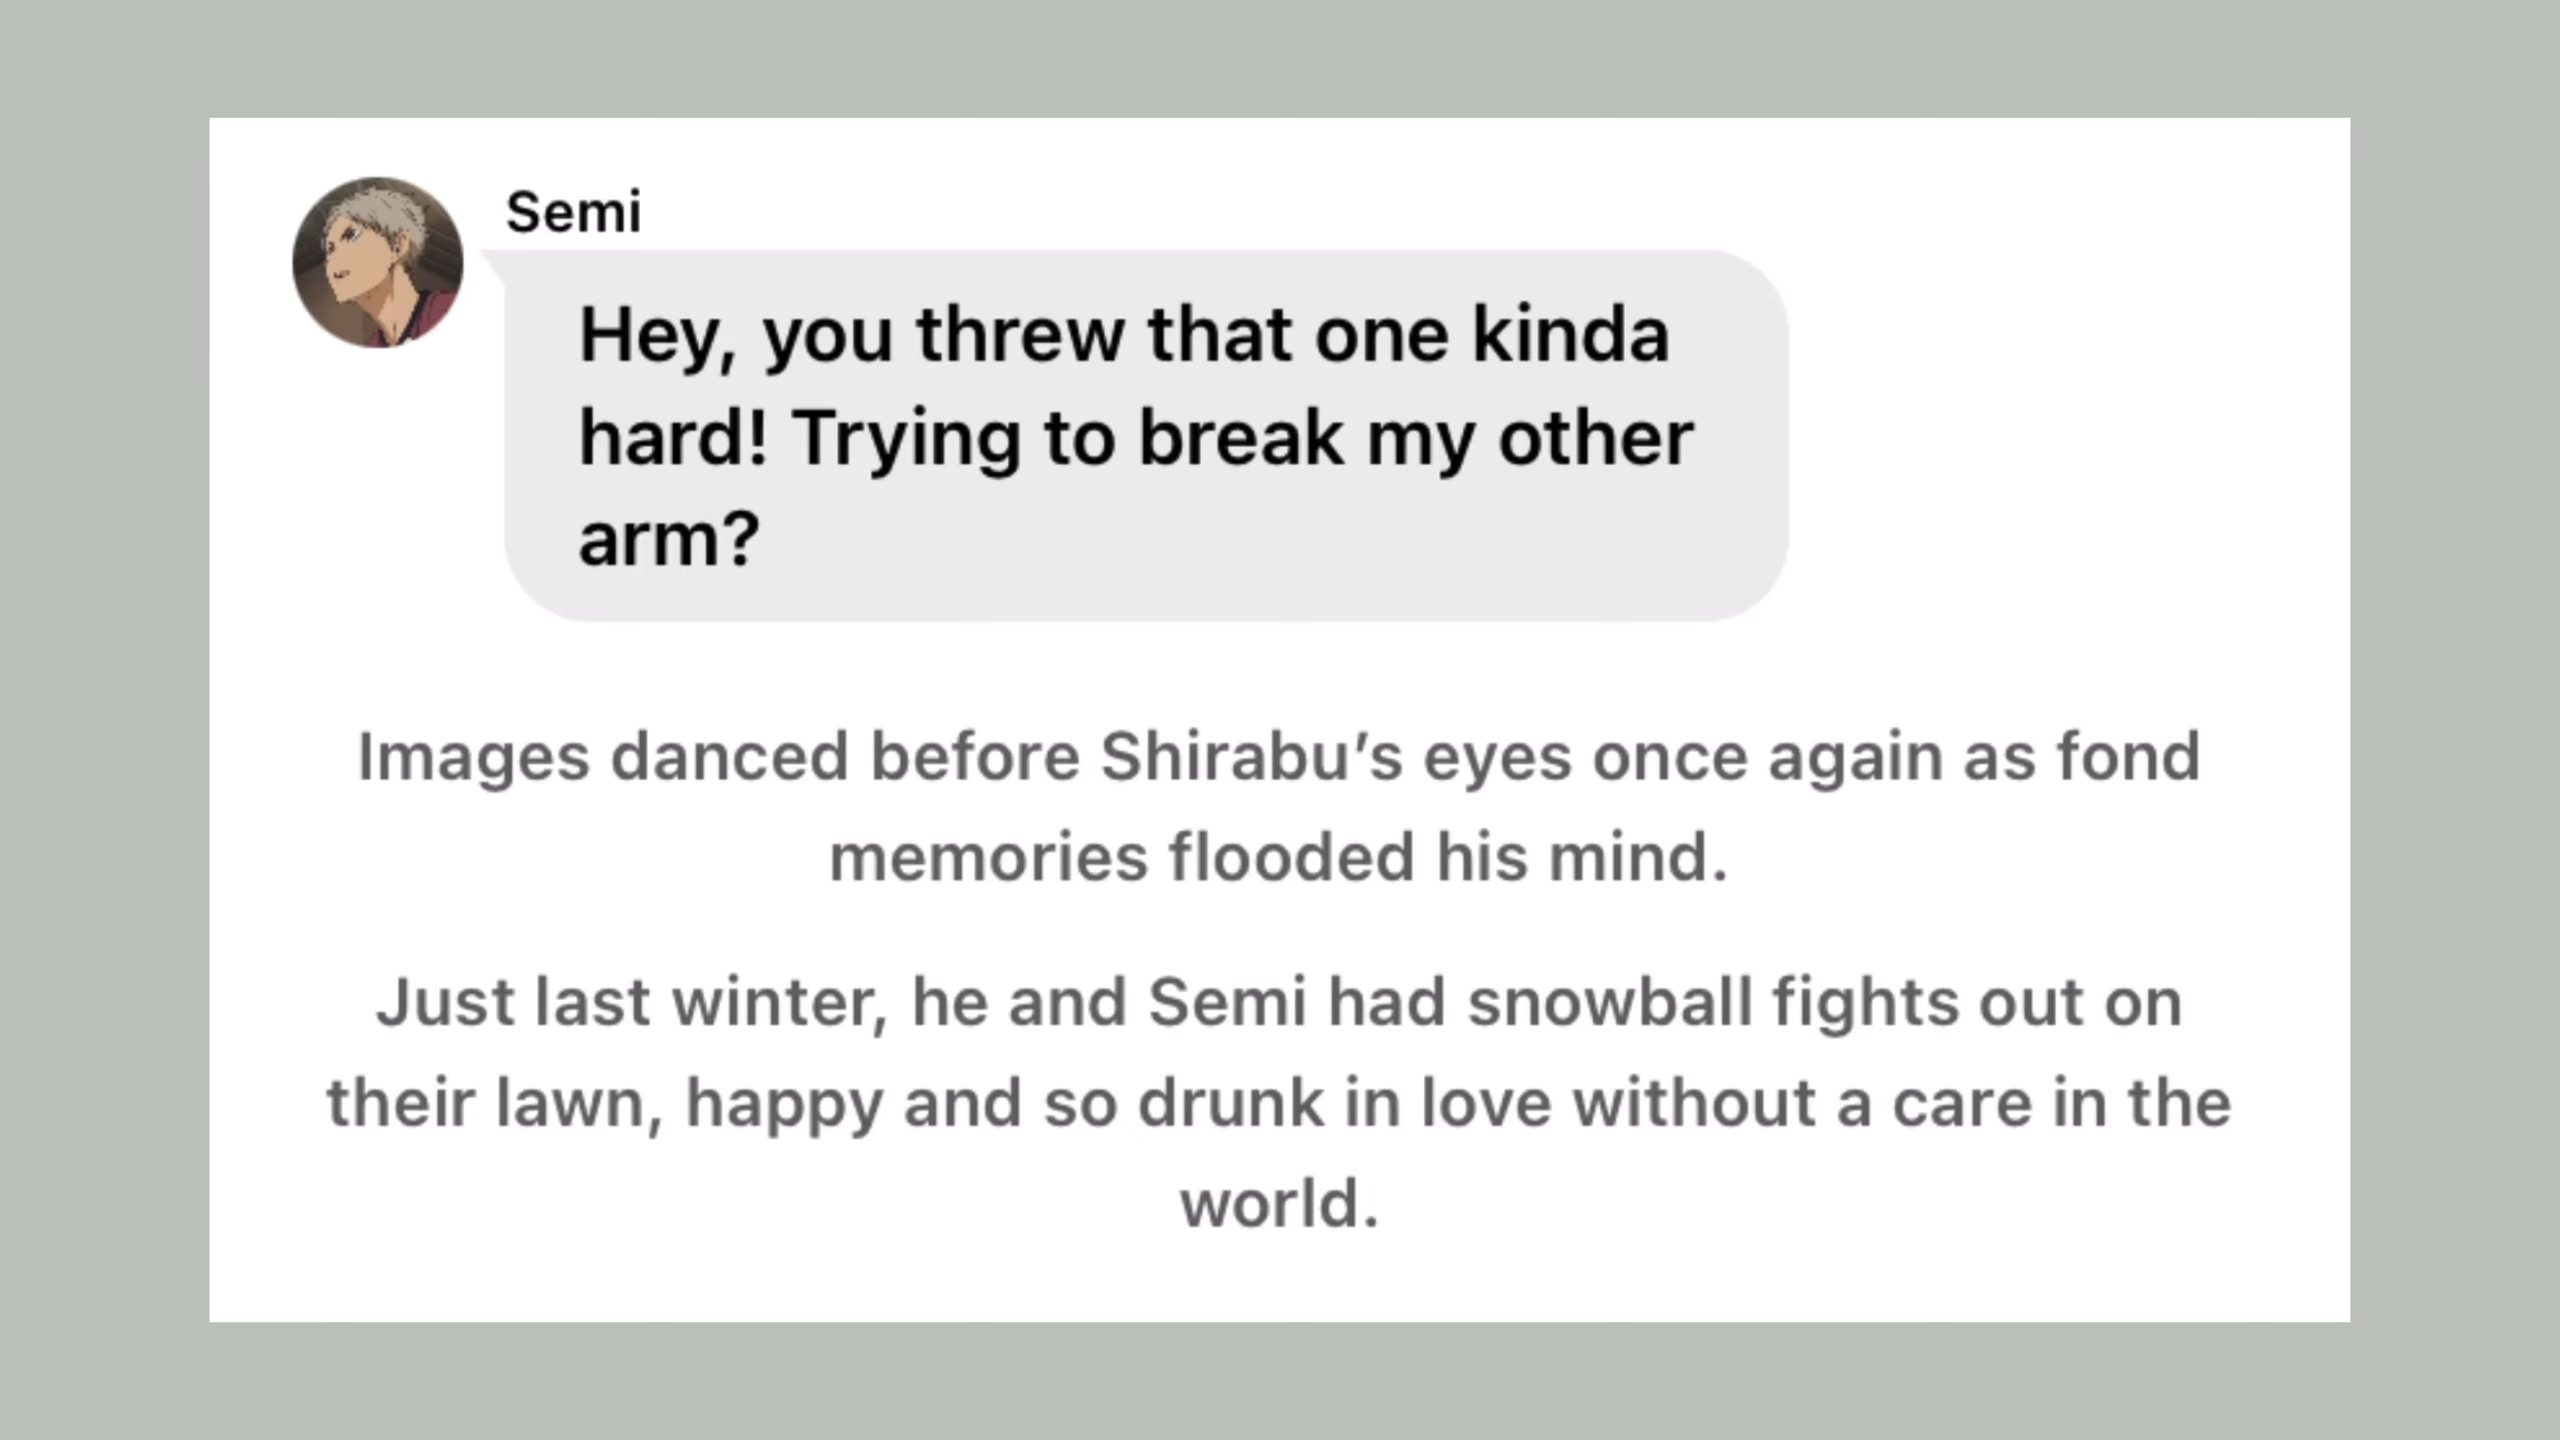 Semi
Hey, you threw that one kinda
hard! Trying to break my other
arm?
Images danced before Shirabu’s eyes once again as fond
memories flooded his mind.
Just last winter, he and Semi had snowball fights out on
their lawn, happy and so drunk in love without a care in the
world.